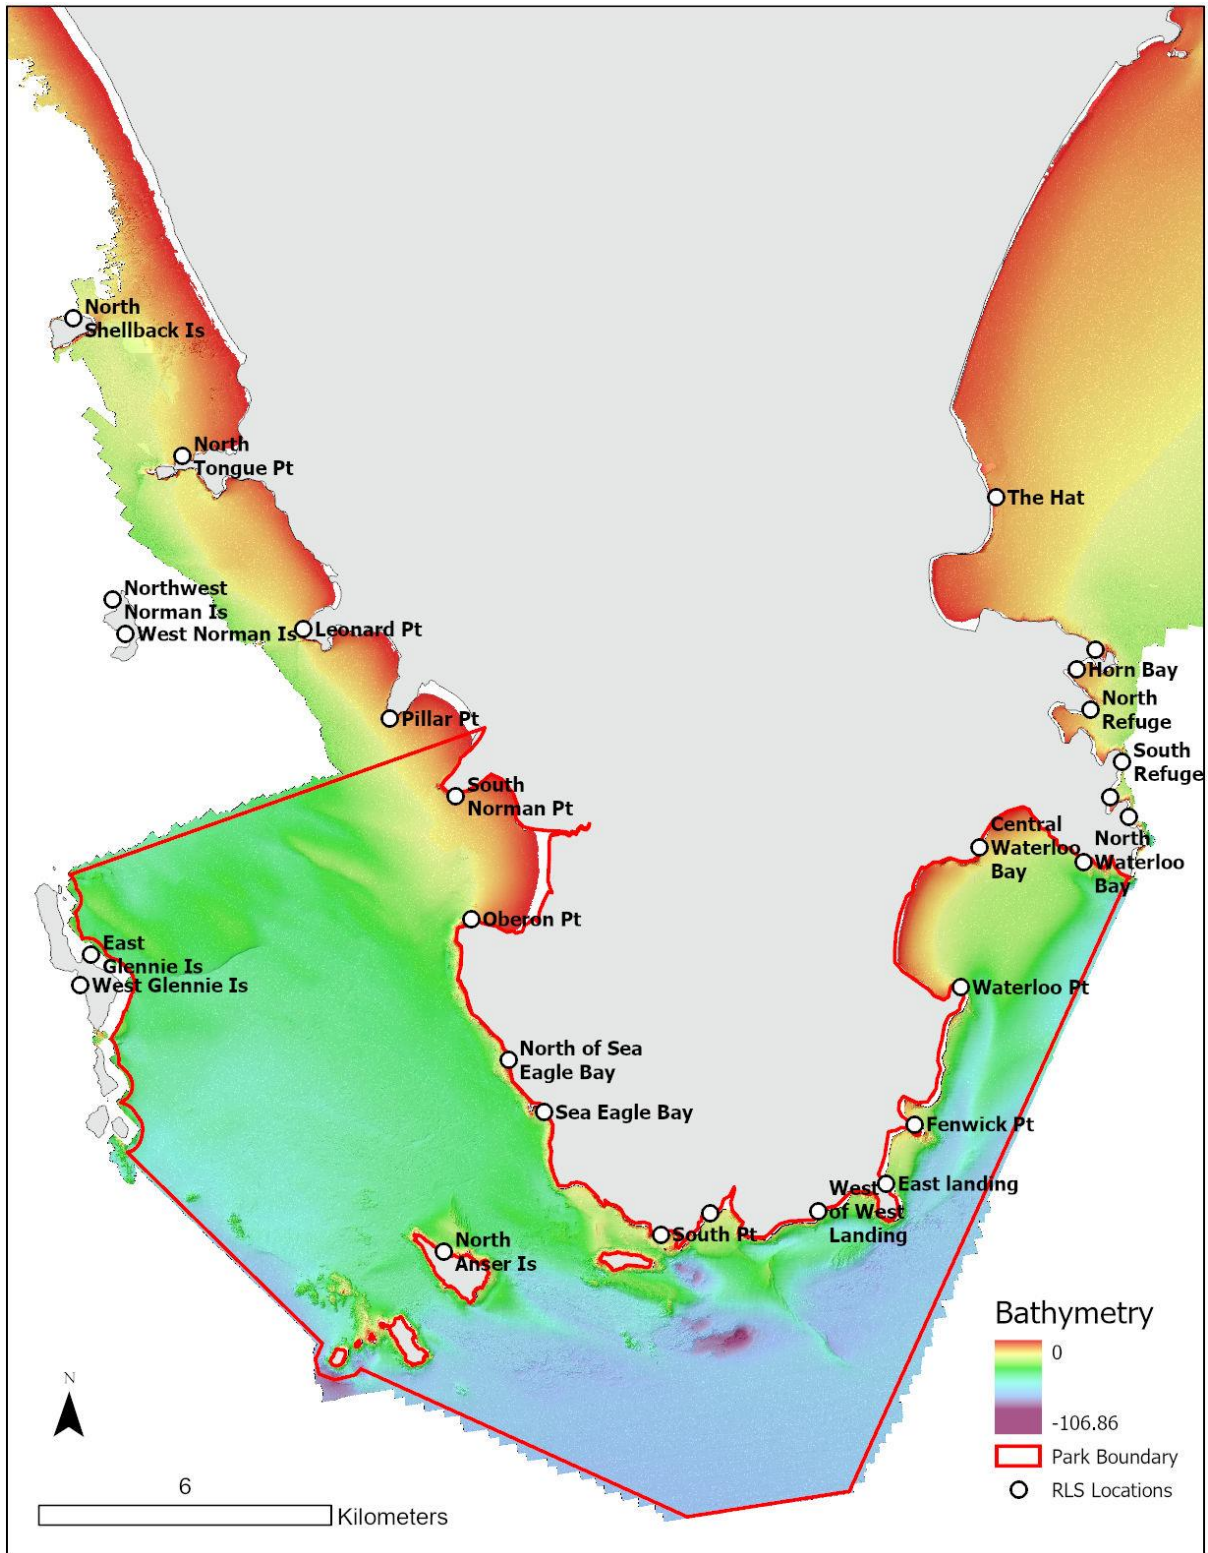 North
Shellback Is
North
Tongue Pt
The Hat
Northwest
Norman Is
West Norman Is
Leonard Pt
Horn Bay
North
Refuge
Pillar Pt
South
Refuge
South
Norman Pt
Central
Waterloo
Bay
North
Waterloo
Bay
Oberon Pt
East
Glennie Is
West Glennie Is
Waterloo Pt
North of Sea
Eagle Bay
Sea Eagle Bay
Fenwick Pt
East landing
West
of West
Landing
South Pt
North
Anser Is
Bathymetry
0
-106.86
Park Boundary
RLS Locations
N
6
Kilometers